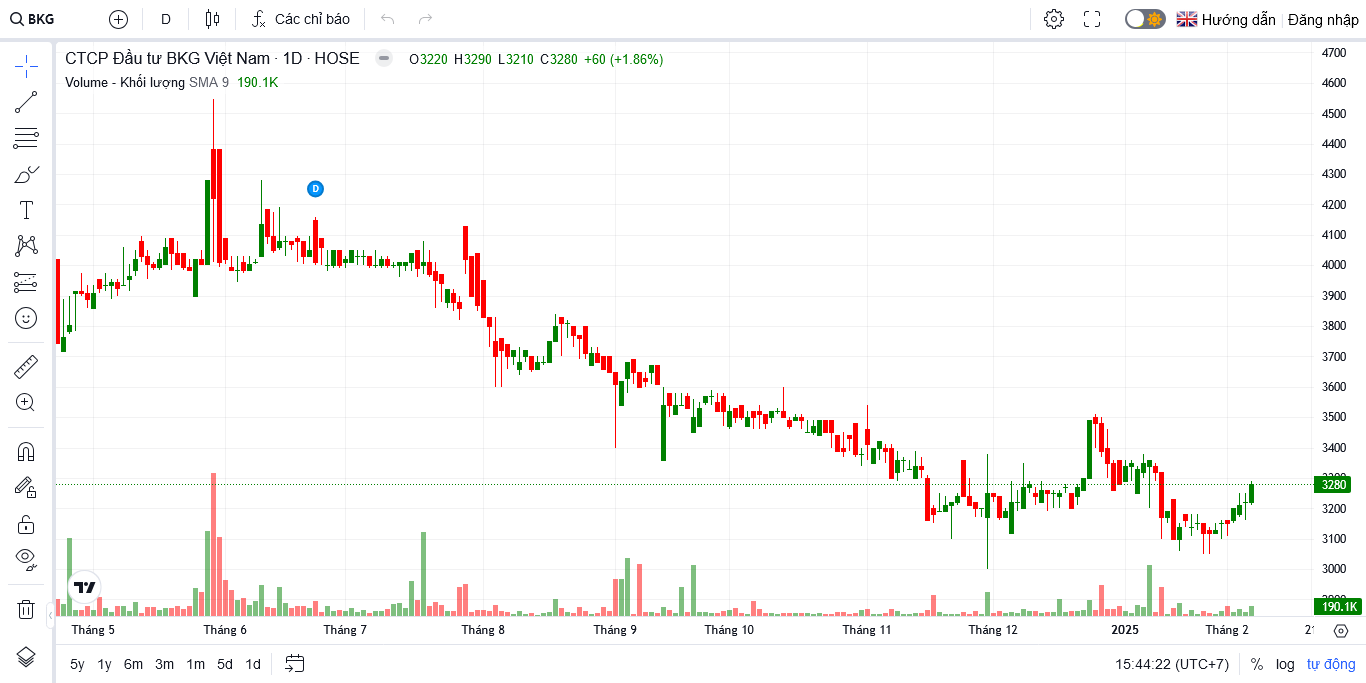 BKG D Các chỉ báo Hướng dẫn Đăng nhập
CTCP Đầu tư BKG Việt Nam · 1D · HOSE O3220 H3290 L3210 C3280 +60 (+1.86%)
Volume - Khối lượng SMA 9 190.1K
4700
4600
4500
4400
4300
4200
4100
4000
3900
3800
3700
3600
3500
3400
3280
3200
3100
3000
190.1K
D
Tháng 5 Tháng 6 Tháng 7 Tháng 8 Tháng 9 Tháng 10 Tháng 11 Tháng 12 2025 Tháng 2
5y 1y 6m 3m 1m 5d 1d 15:44:22 (UTC+7) % log tự động